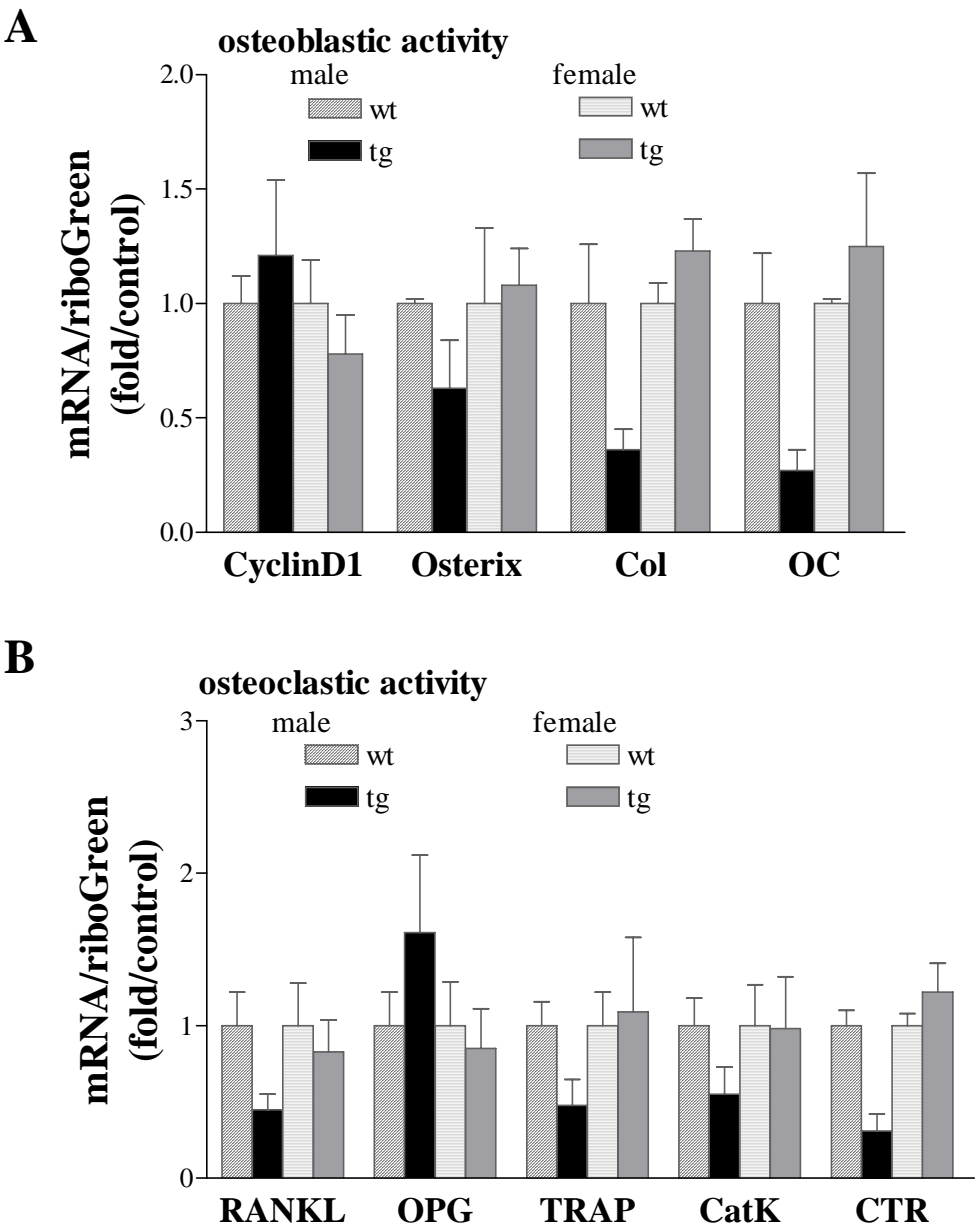 A
osteoblastic activity
male female
wt wt
tg tg
2.0
1.5
1.0
0.5
0.0
mRNA/riboGreen
(fold/control)
CyclinD1 Osterix Col OC
B
osteoclastic activity
male female
wt wt
tg tg
3
2
1
0
mRNA/riboGreen
(fold/control)
RANKL OPG TRAP CatK CTR